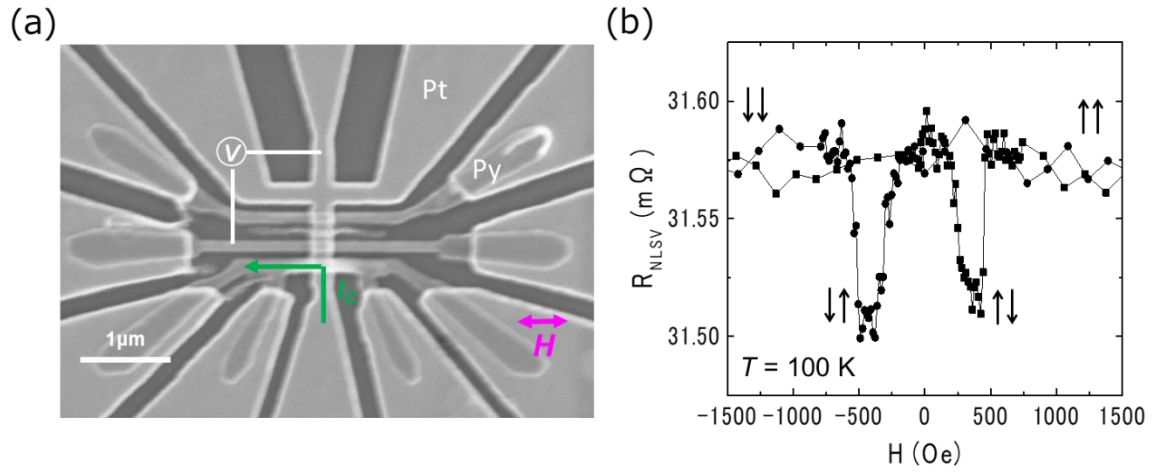 (a)
Pt
V
Py
I_C
1μm
H
(b)
R_NLSV (mΩ)
31.60
31.55
31.50
↓↓
↑↑
↓↑
↑↓
T = 100 K
-1500 -1000 -500 0 500 1000 1500
H (Oe)